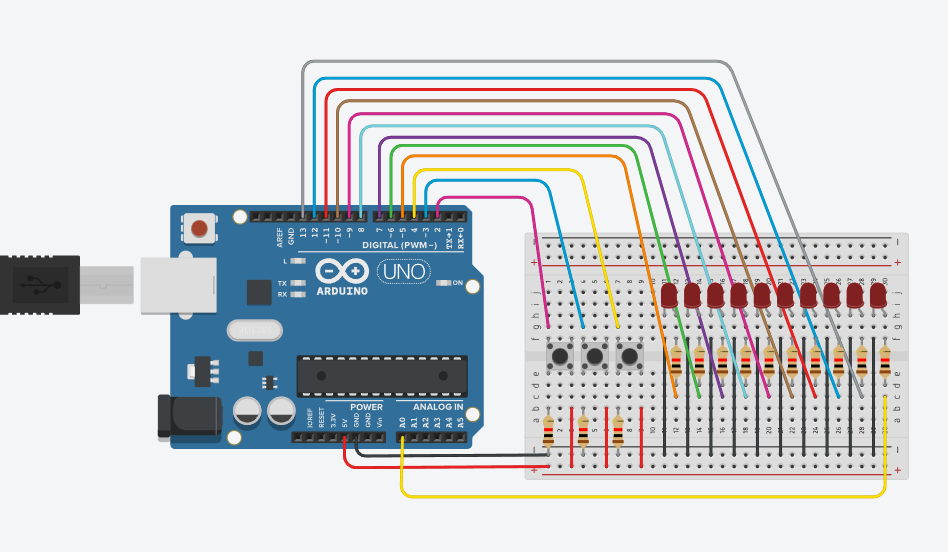 AREF
GND
13
12
~11
~10
~9
8
7
~6
~5
4
~3
2
TX→1
RX←0
DIGITAL (PWM~)
L
TX
RX
ARDUINO
UNO
ON
IOREF
RESET
3.3V
5V
GND
GND
Vin
POWER
ANALOG IN
A0
A1
A2
A3
A4
A5
j
i
h
g
f
e
d
c
b
a
j
i
h
g
f
e
d
c
b
a